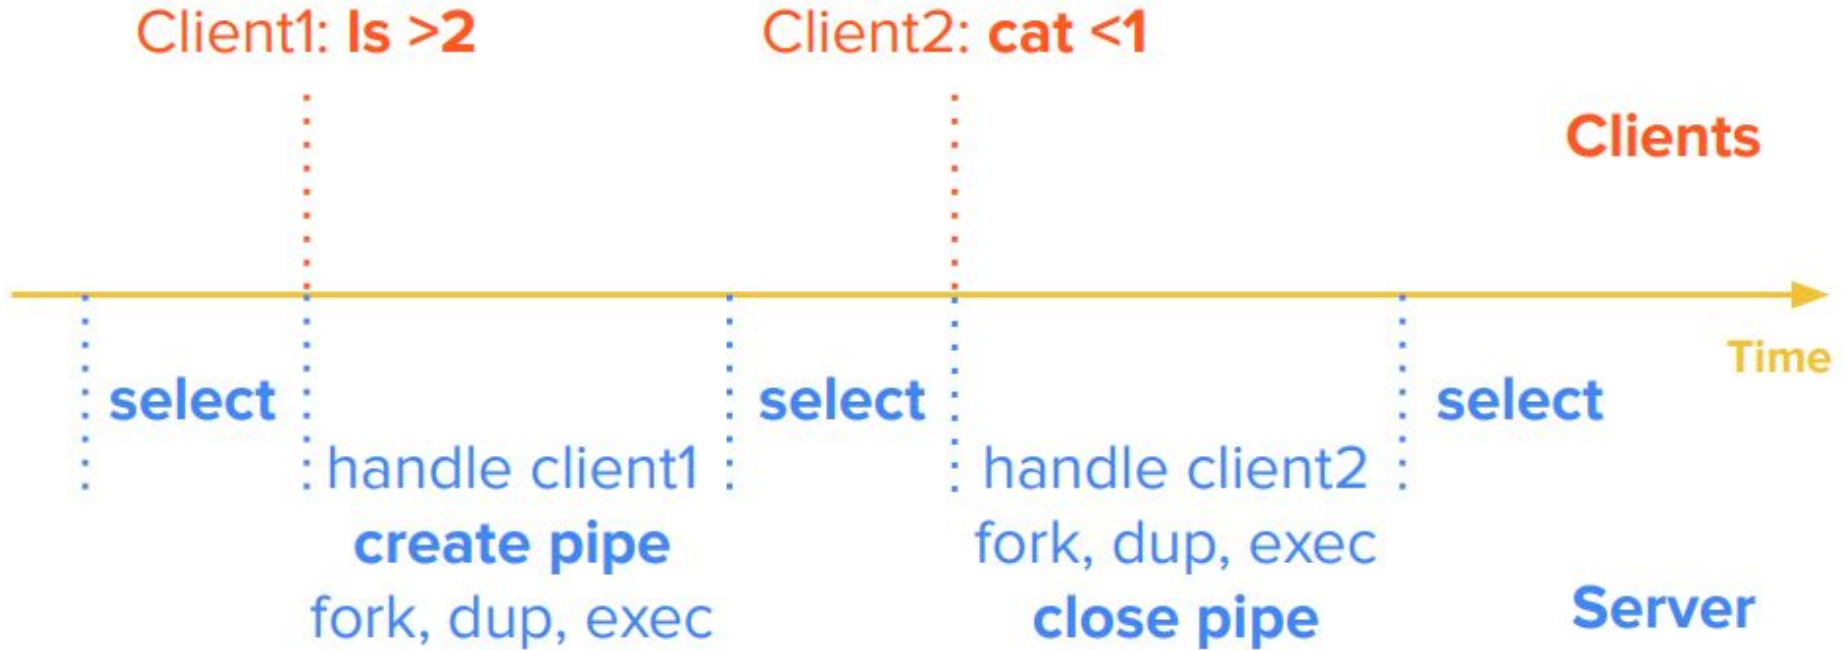 Client1: ls >2
Client2: cat <1
Clients
Time
select
select
select
handle client1
create pipe
fork, dup, exec
handle client2
fork, dup, exec
close pipe
Server